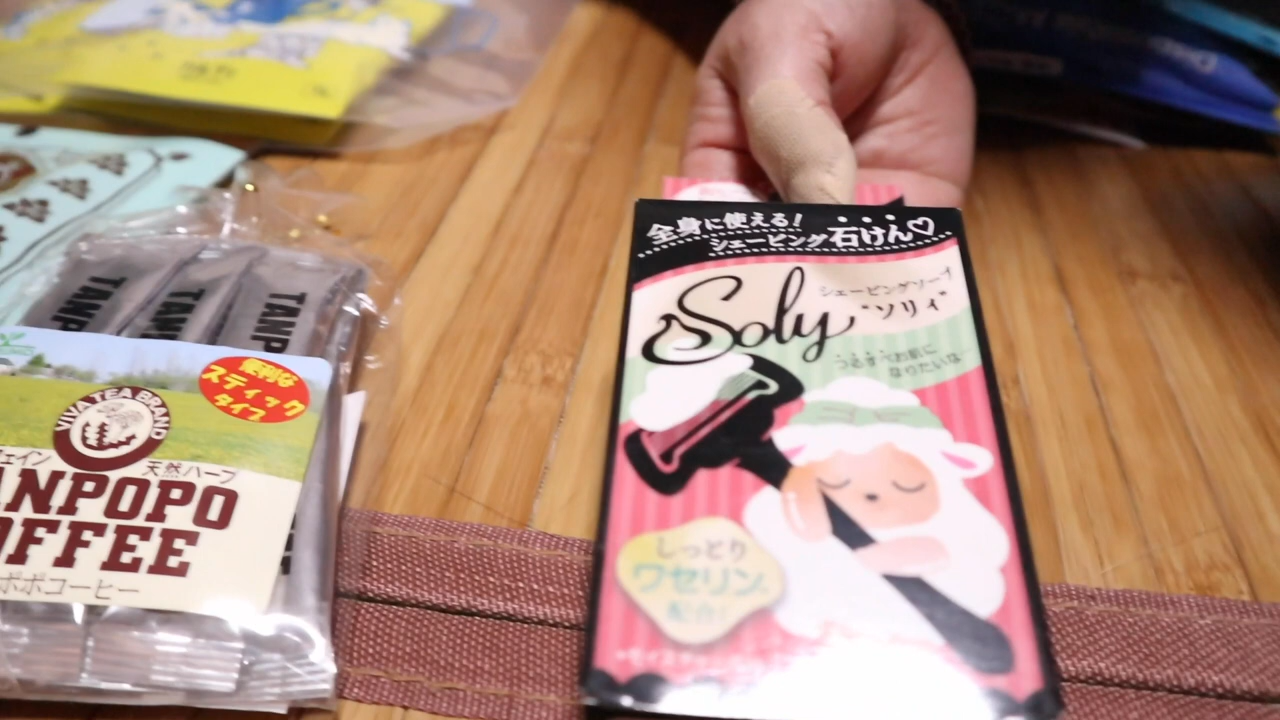 全身に使える!
シェービング石けん♡
Soly
シェービングソープ
"ソリィ"
うるすべお肌に
なりたいな…
しっとり
ワセリン
配合!
TANP
TANP
TANP
便利な
スティック
タイプ
VIVA TEA BRAND
ェイン
天然ハーブ
ANPOPO
OFFEE
ポポコーヒー